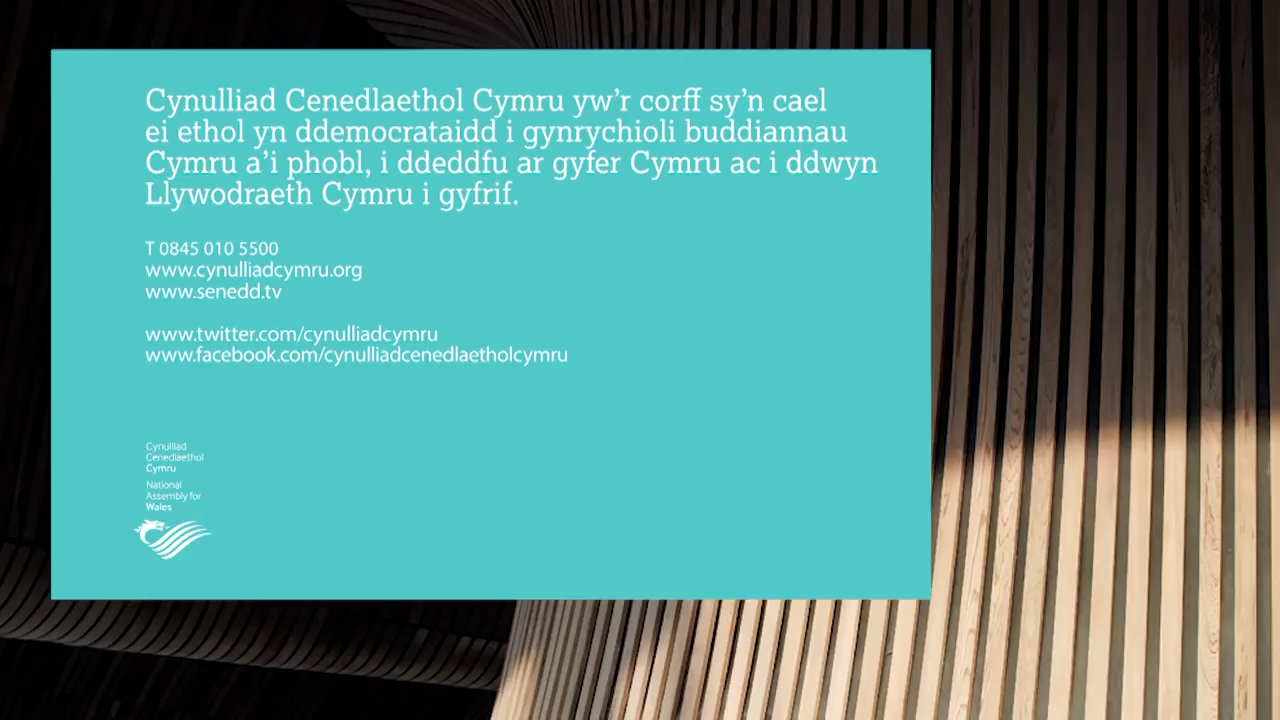 Cynulliad Cenedlaethol Cymru yw’r corff sy’n cael
ei ethol yn ddemocrataidd i gynrychioli buddiannau
Cymru a’i phobl, i ddeddfu ar gyfer Cymru ac i ddwyn
Llywodraeth Cymru i gyfrif.
T 0845 010 5500
www.cynulliadcymru.org
www.senedd.tv
www.twitter.com/cynulliadcymru
www.facebook.com/cynulliadcenedlaetholcymru
Cynulliad
Cenedlaethol
Cymru
National
Assembly for
Wales